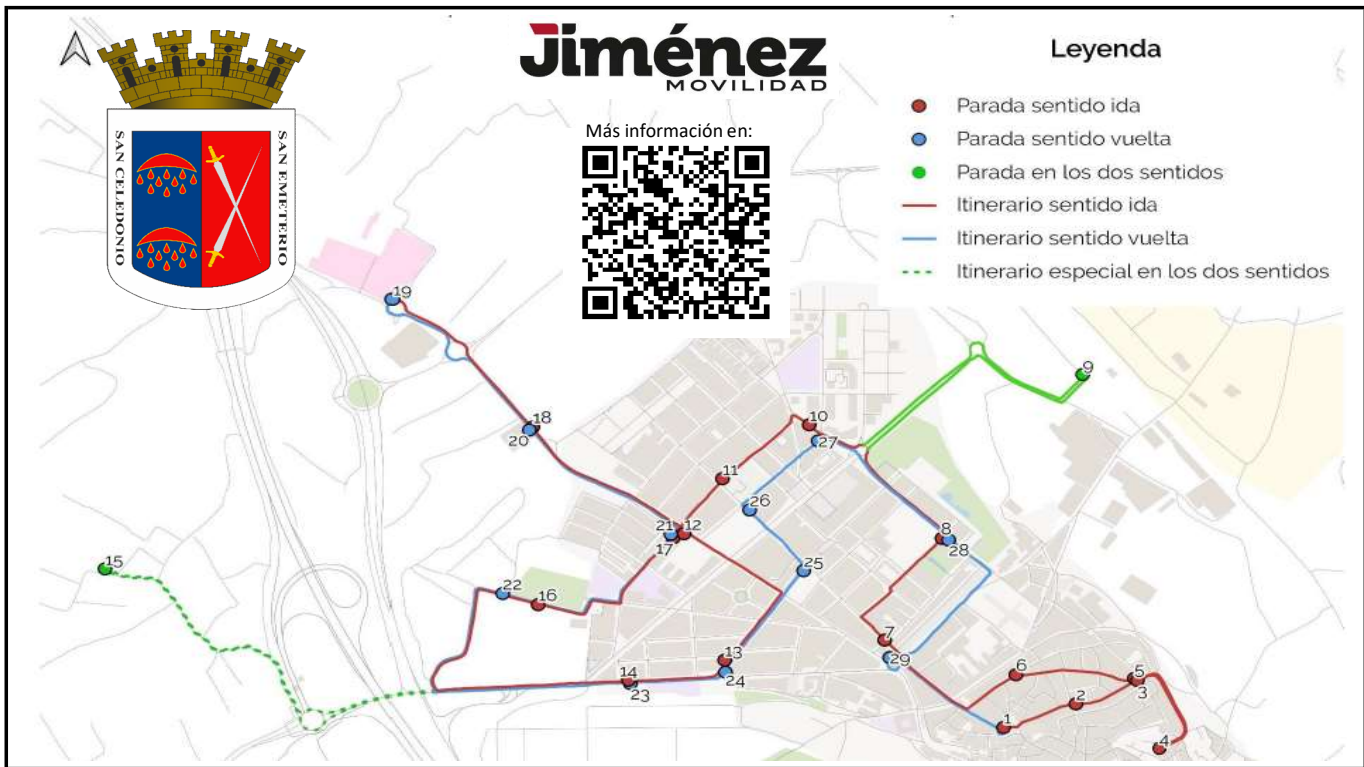 Jiménez
MOVILIDAD
Más información en:
SAN CELEDONIO
SAN EMETERIO
Leyenda
Parada sentido ida
Parada sentido vuelta
Parada en los dos sentidos
Itinerario sentido ida
Itinerario sentido vuelta
Itinerario especial en los dos sentidos
19
9
18
20
10
27
11
26
21
12
17
8
28
15
25
22
16
7
29
13
24
14
23
6
5
3
2
1
4